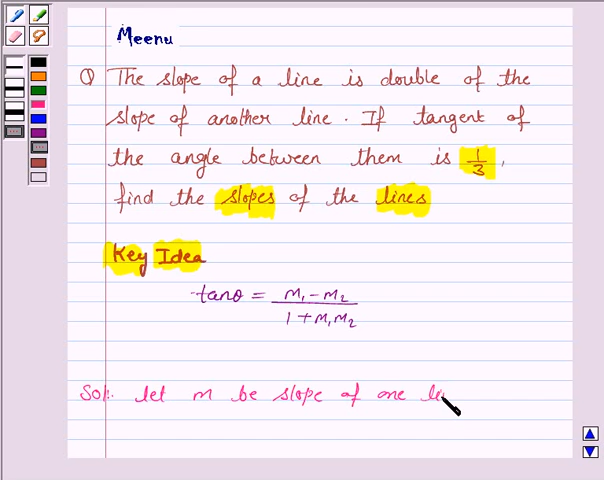 Meenu
Q The slope of a line is double of the
slope of another line. If tangent of
the angle between them is 1/3,
find the slopes of the lines
Key Idea
tanθ = m₁ - m₂ / 1 + m₁m₂
Sol: let m be slope of one